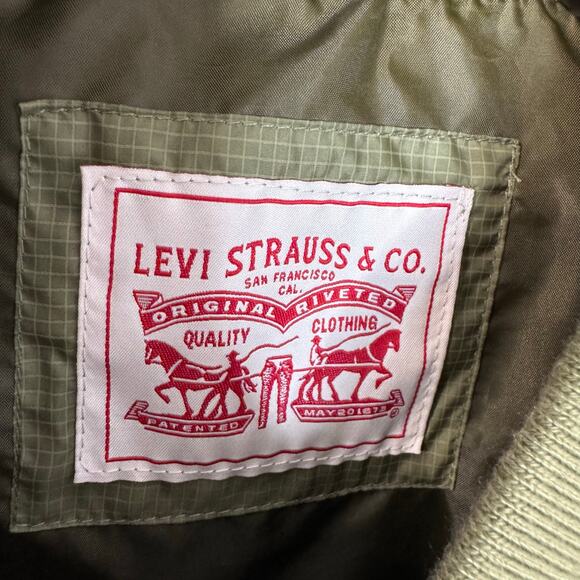 LEVI STRAUSS & CO.
SAN FRANCISCO
CAL.
ORIGINAL RIVETED
QUALITY CLOTHING
PATENTED MAY 20 1873
®